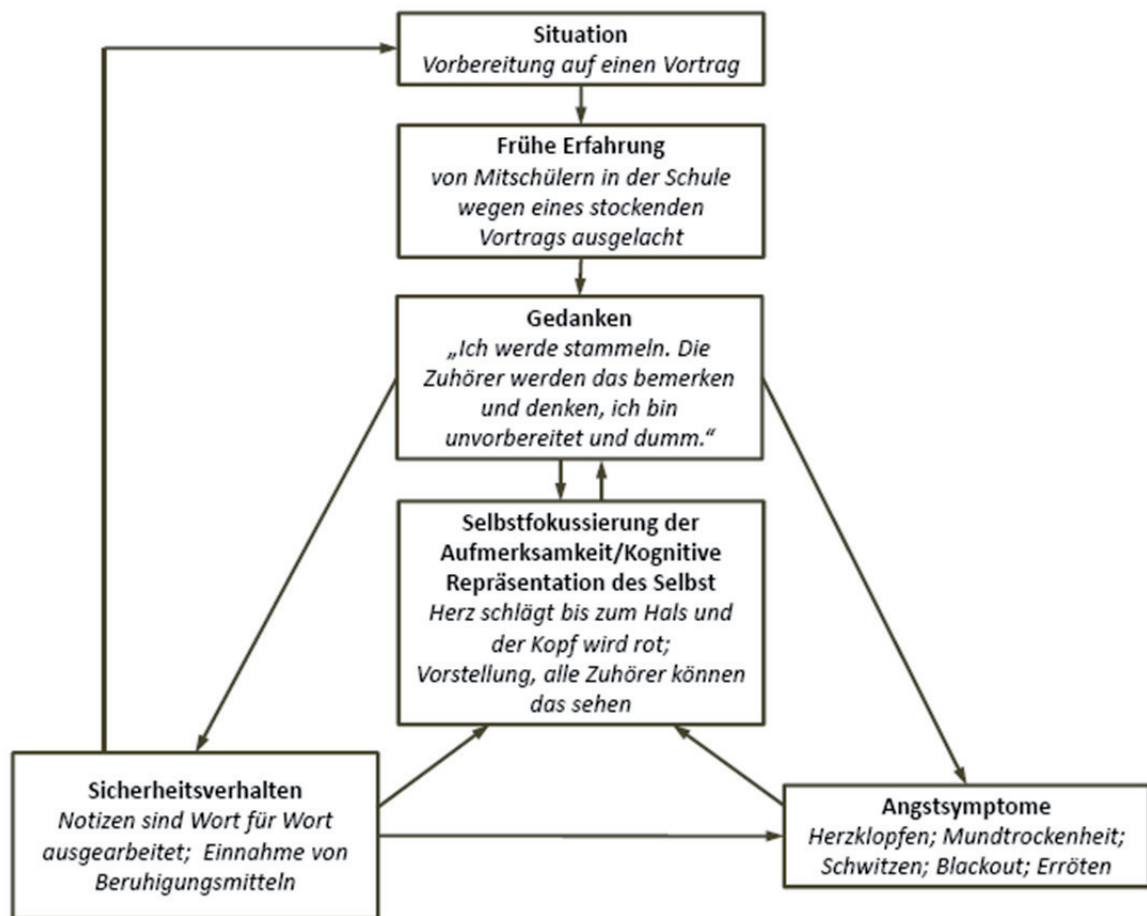 Situation
Vorbereitung auf einen Vortrag
Frühe Erfahrung
von Mitschülern in der Schule
wegen eines stockenden
Vortrags ausgelacht
Gedanken
„Ich werde stammeln. Die
Zuhörer werden das bemerken
und denken, ich bin
unvorbereitet und dumm.“
Selbstfokussierung der
Aufmerksamkeit/Kognitive
Repräsentation des Selbst
Herz schlägt bis zum Hals und
der Kopf wird rot;
Vorstellung, alle Zuhörer können
das sehen
Sicherheitsverhalten
Notizen sind Wort für Wort
ausgearbeitet; Einnahme von
Beruhigungsmitteln
Angstsymptome
Herzklopfen; Mundtrockenheit;
Schwitzen; Blackout; Erröten